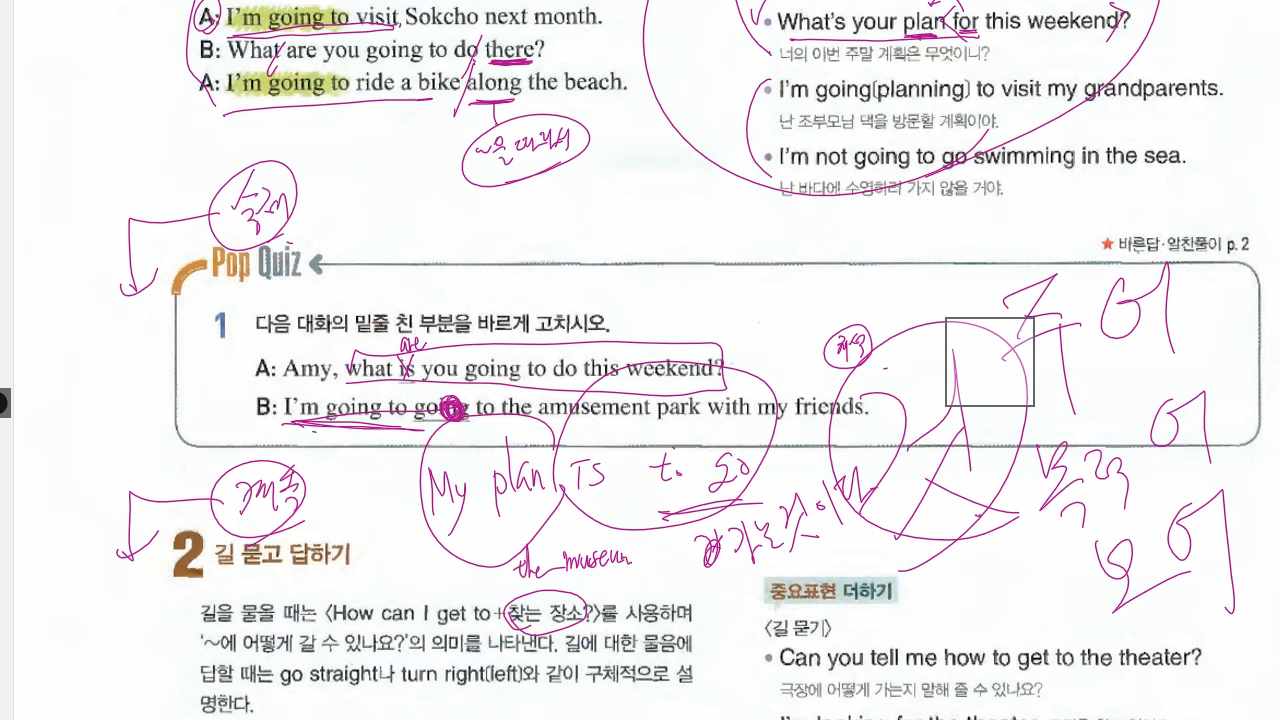 A: I'm going to visit Sokcho next month.
B: What are you going to do there?
A: I'm going to ride a bike along the beach.
~을 따라서
• What's your plan for this weekend?
너의 이번 주말 계획은 무엇이니?
• I'm going(planning) to visit my grandparents.
난 조부모님 댁을 방문할 계획이야.
• I'm not going to go swimming in the sea.
난 바다에 수영하러 가지 않을 거야.
★ 바른답·알찬풀이 p. 2
Pop Quiz
1 다음 대화의 밑줄 친 부분을 바르게 고치시오.
are
A: Amy, what is you going to do this weekend?
B: I'm going to going to the amusement park with my friends.
My plan is to go
가는 것이다
주어
목적어
보어
the museum
2 길 묻고 답하기
길을 물을 때는 〈How can I get to+찾는 장소?〉를 사용하며
'~에 어떻게 갈 수 있나요?'의 의미를 나타낸다. 길에 대한 물음에
답할 때는 go straight나 turn right(left)와 같이 구체적으로 설
명한다.
중요표현 더하기
〈길 묻기〉
• Can you tell me how to get to the theater?
극장에 어떻게 가는지 말해 줄 수 있나요?